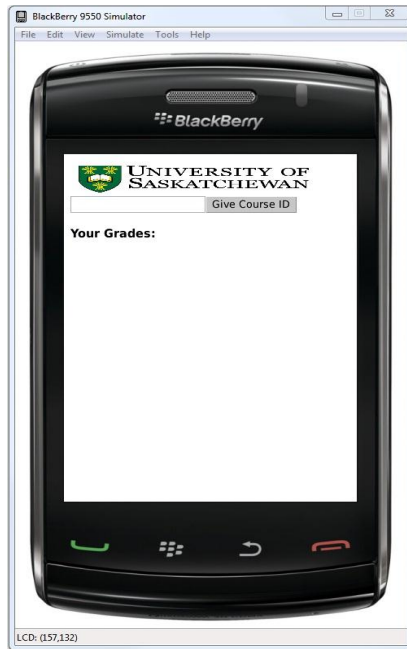 BlackBerry 9550 Simulator
File Edit View Simulate Tools Help
BlackBerry
UNIVERSITY OF
SASKATCHEWAN
Give Course ID
Your Grades:
LCD: (157,132)